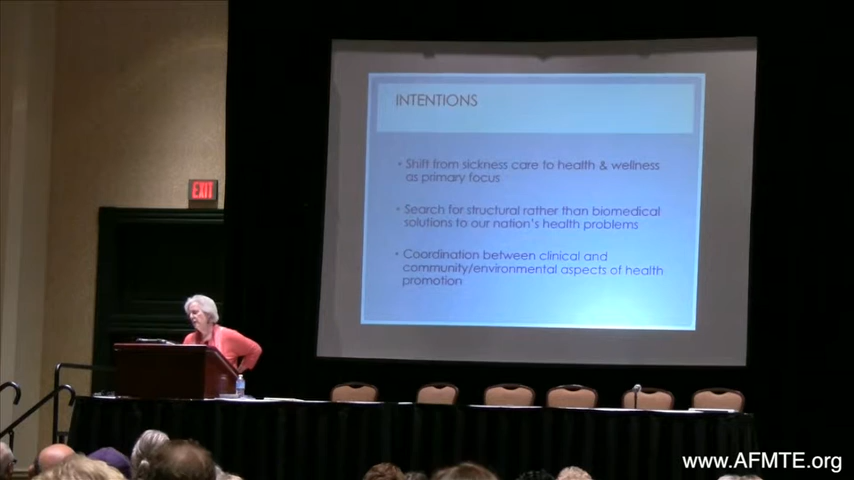 EXIT
INTENTIONS
• Shift from sickness care to health & wellness
as primary focus
• Search for structural rather than biomedical
solutions to our nation's health problems
• Coordination between clinical and
community/environmental aspects of health
promotion
www.AFMTE.org